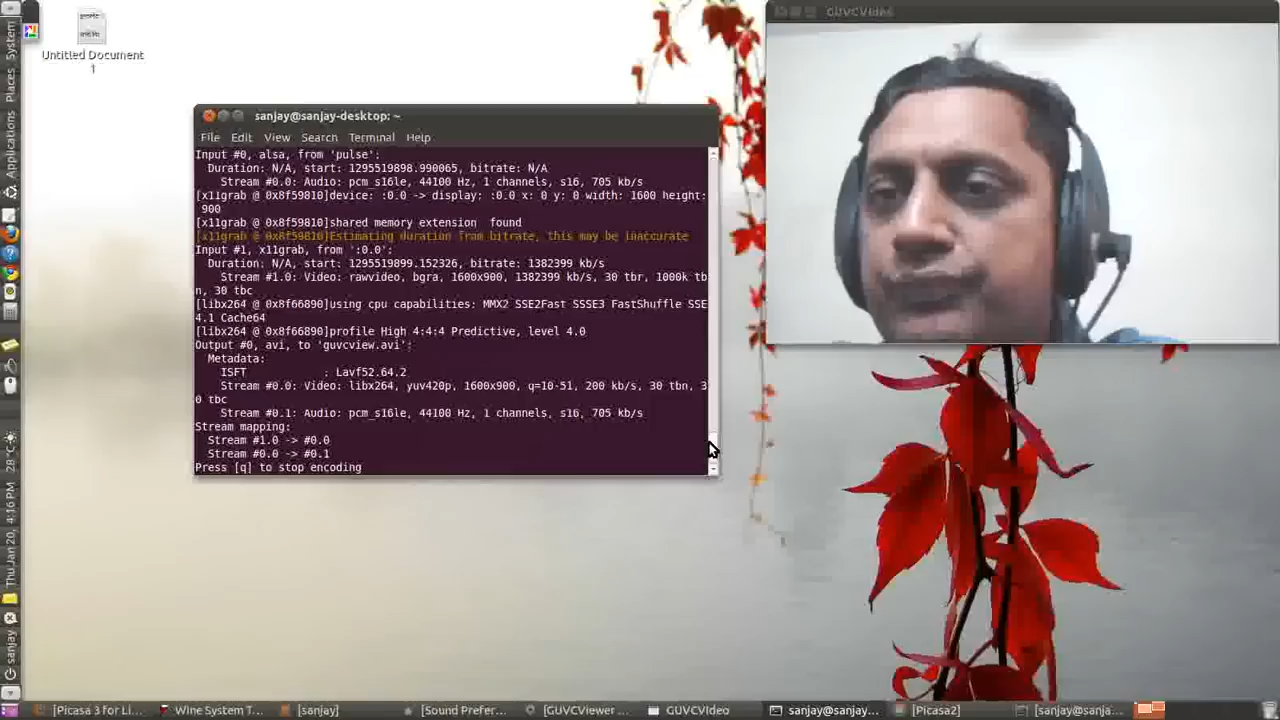 System
Places
Applications
Thu Jan 20, 4:16 PM
28 °C
sanjay
Untitled Document
1
GUVCVideo
sanjay@sanjay-desktop: ~
File Edit View Search Terminal Help
Input #0, alsa, from 'pulse':
Duration: N/A, start: 1295519898.990065, bitrate: N/A
Stream #0.0: Audio: pcm_s16le, 44100 Hz, 1 channels, s16, 705 kb/s
[x11grab @ 0x8f59810]device: :0.0 -> display: :0.0 x: 0 y: 0 width: 1600 height:
900
[x11grab @ 0x8f59810]shared memory extension found
[x11grab @ 0x8f59810]Estimating duration from bitrate, this may be inaccurate
Input #1, x11grab, from ':0.0':
Duration: N/A, start: 1295519899.152326, bitrate: 1382399 kb/s
Stream #1.0: Video: rawvideo, bgra, 1600x900, 1382399 kb/s, 30 tbr, 1000k tb
n, 30 tbc
[libx264 @ 0x8f66890]using cpu capabilities: MMX2 SSE2Fast SSSE3 FastShuffle SSE
4.1 Cache64
[libx264 @ 0x8f66890]profile High 4:4:4 Predictive, level 4.0
Output #0, avi, to 'guvcview.avi':
Metadata:
ISFT : Lavf52.64.2
Stream #0.0: Video: libx264, yuv420p, 1600x900, q=10-51, 200 kb/s, 30 tbn, 3
0 tbc
Stream #0.1: Audio: pcm_s16le, 44100 Hz, 1 channels, s16, 705 kb/s
Stream mapping:
Stream #1.0 -> #0.0
Stream #0.0 -> #0.1
Press [q] to stop encoding
[Picasa 3 for Li... Wine System T... [sanjay] [Sound Prefer... [GUVCViewer ... GUVCVideo sanjay@sanjay... [Picasa2] [sanjay@sanja...